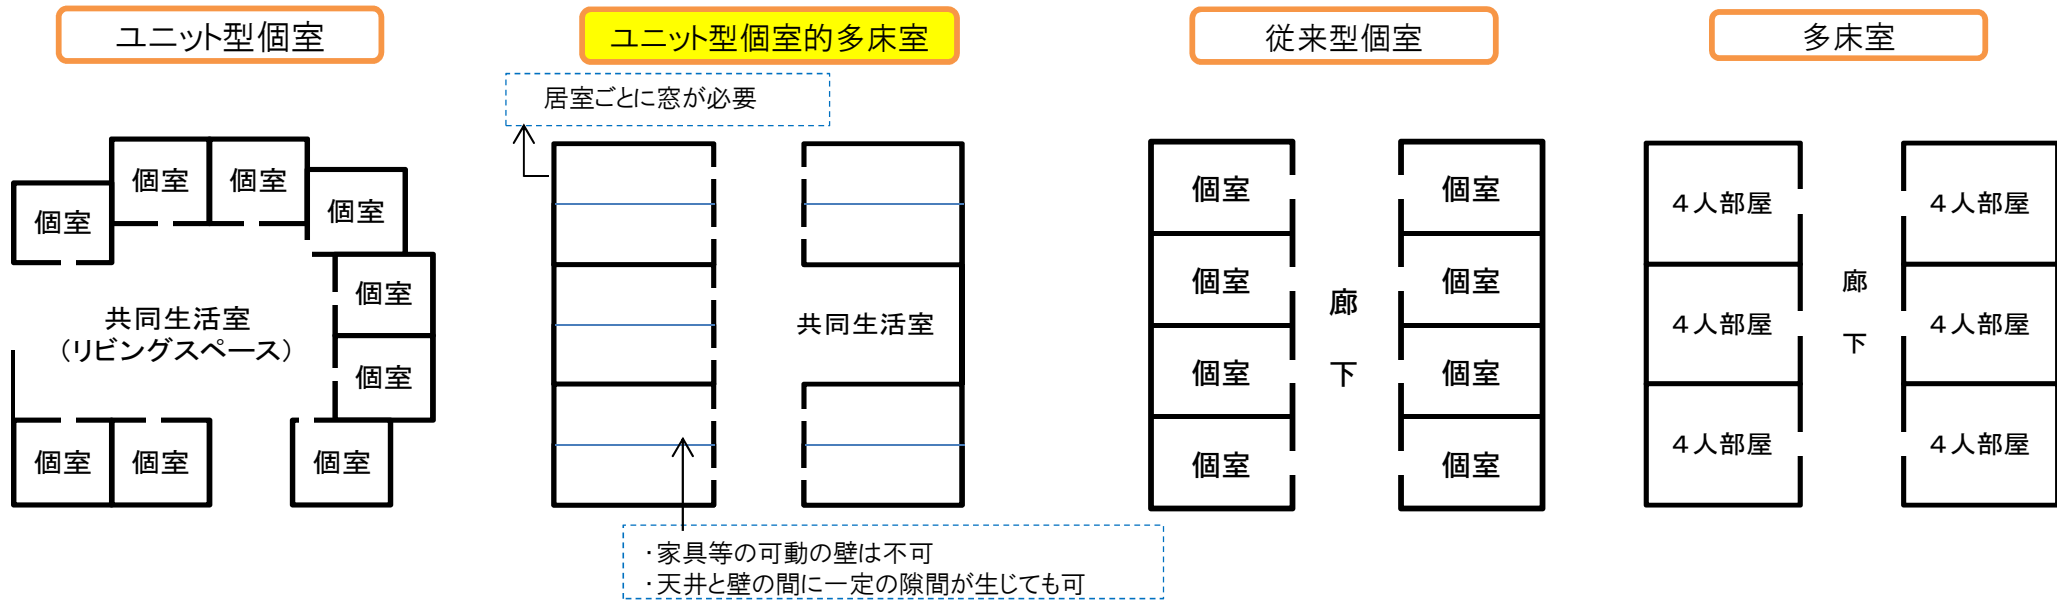 ユニット型個室
個室
個室
個室
個室
個室
個室
共同生活室
（リビングスペース）
個室
個室
個室
ユニット型個室的多床室
居室ごとに窓が必要
共同生活室
・家具等の可動の壁は不可
・天井と壁の間に一定の隙間が生じても可
従来型個室
個室
個室
個室
個室
廊
下
個室
個室
個室
個室
多床室
４人部屋
４人部屋
４人部屋
廊
下
４人部屋
４人部屋
４人部屋